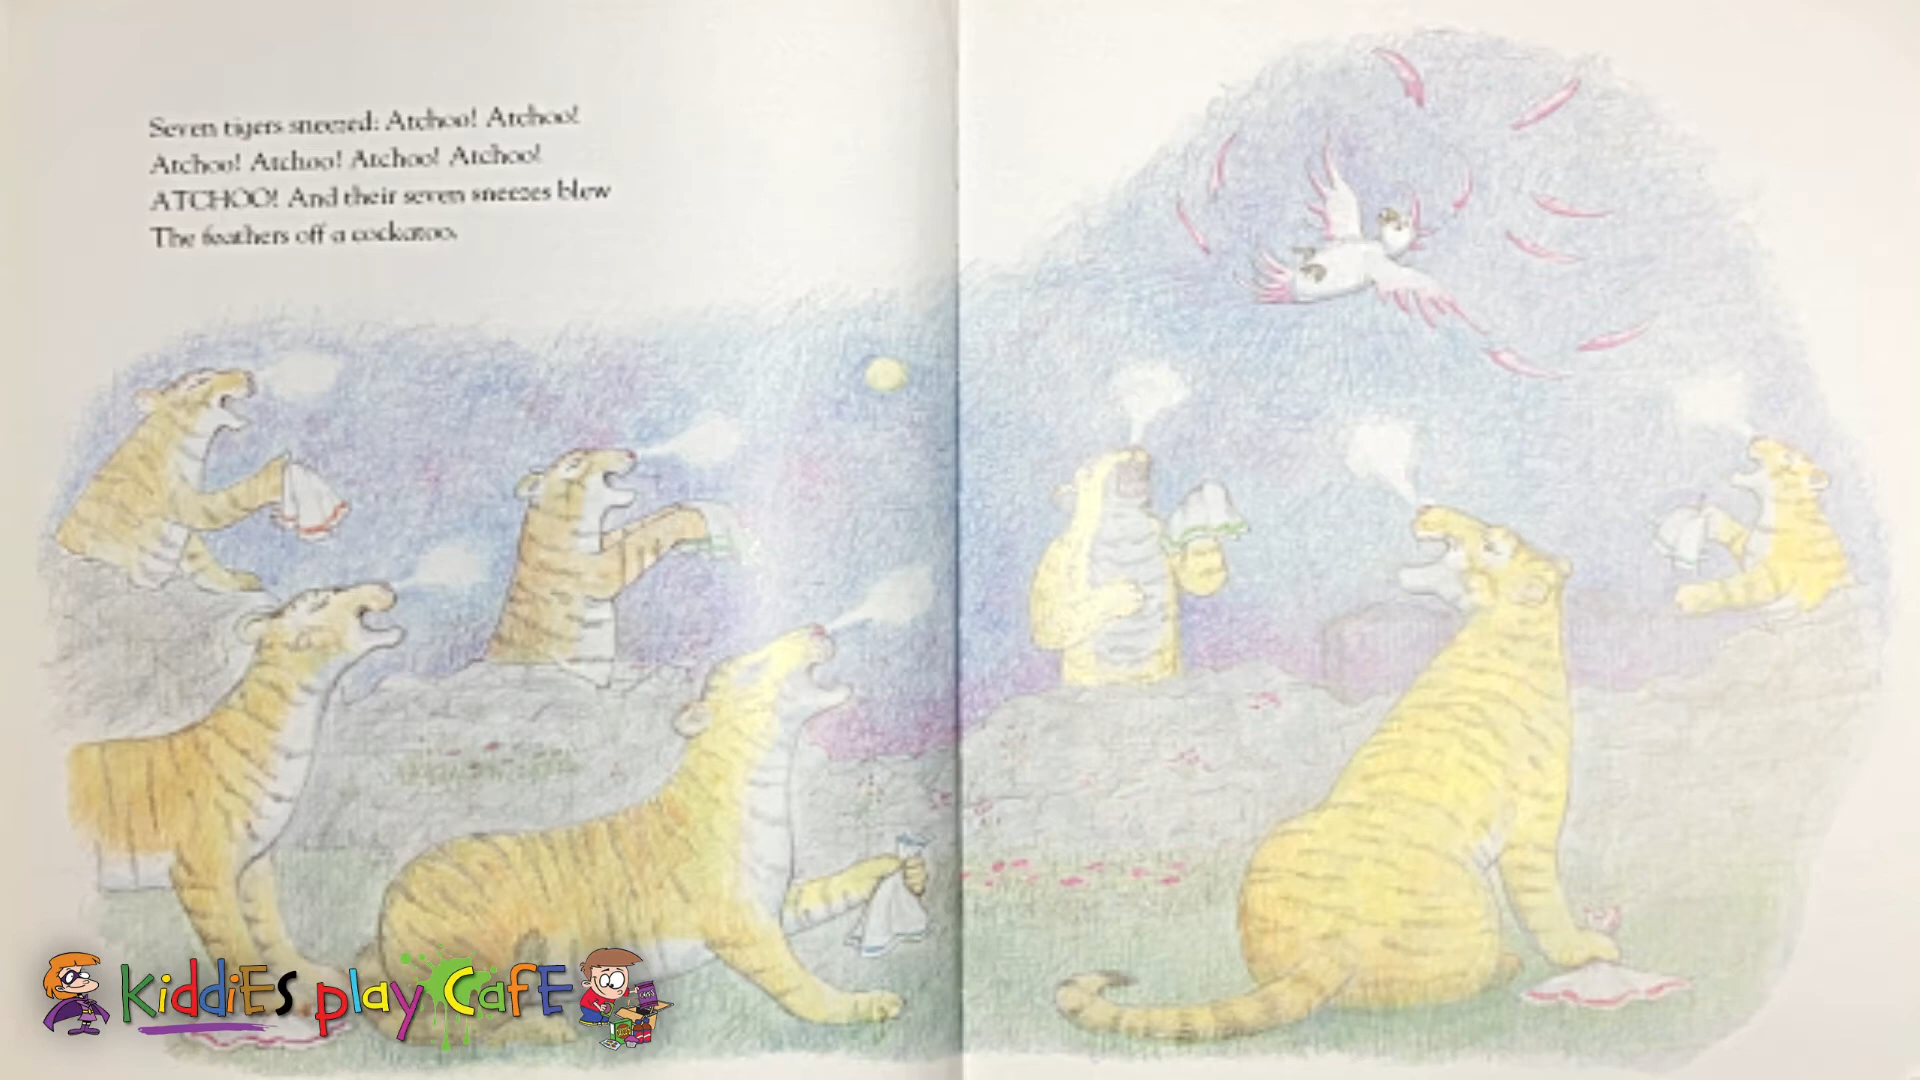 Seven tigers sneezed: Atchoo! Atchoo!
Atchoo! Atchoo! Atchoo! Atchoo!
ATCHOO! And their seven sneezes blew
The feathers off a cockatoo.
KiddiEs play CafE